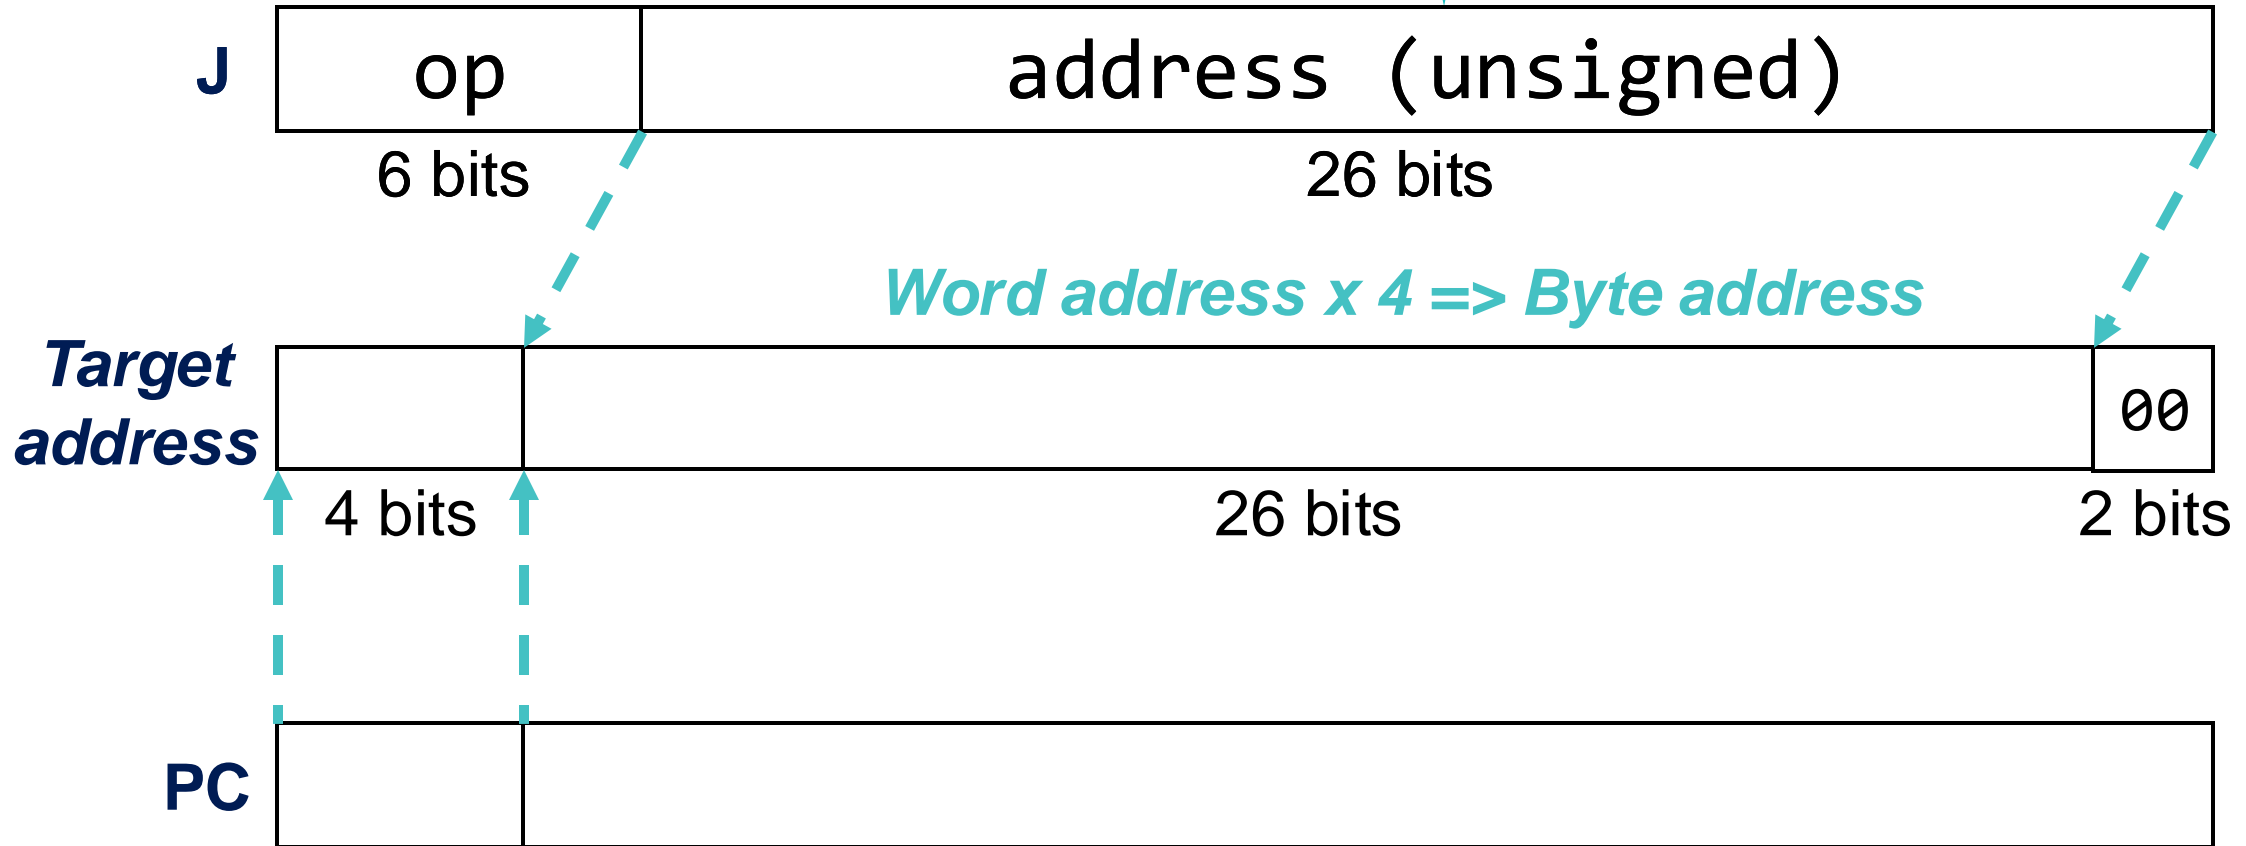 J
op
address (unsigned)
6 bits
26 bits
Word address x 4 => Byte address
Target
address
00
4 bits
26 bits
2 bits
PC